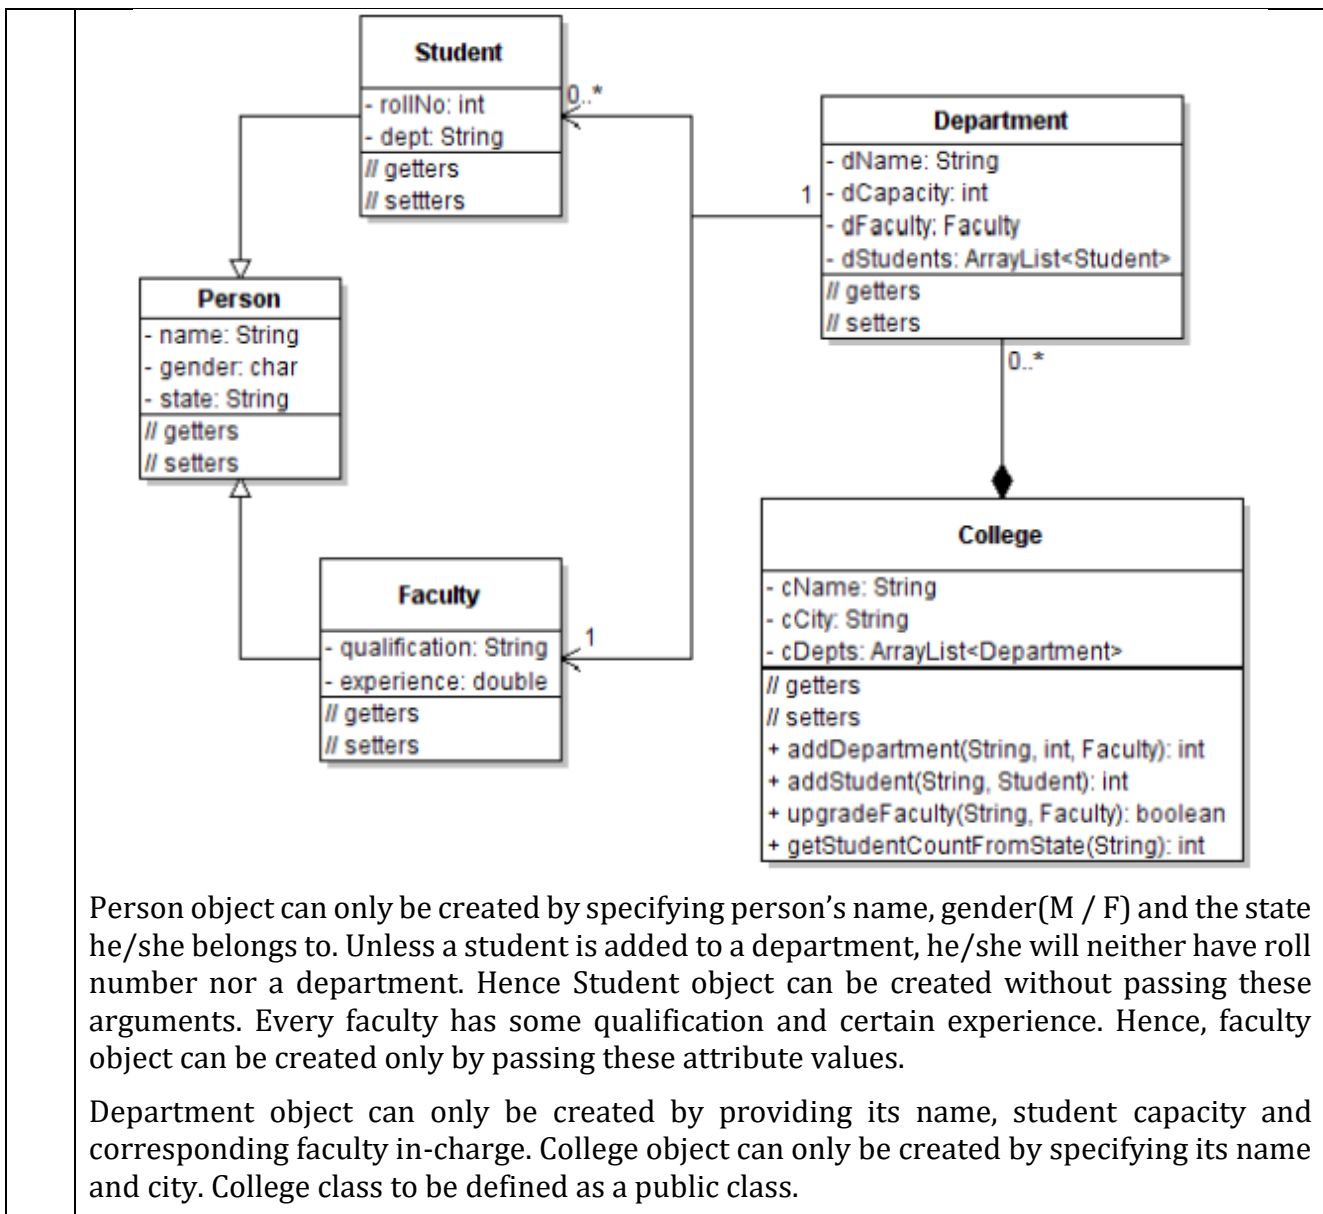 Student
- rollNo: int
- dept: String
// getters
// settters
0..*
Department
- dName: String
- dCapacity: int
- dFaculty: Faculty
- dStudents: ArrayList<Student>
// getters
// setters
1
0..*
Person
- name: String
- gender: char
- state: String
// getters
// setters
Faculty
- qualification: String
- experience: double
// getters
// setters
1
College
- cName: String
- cCity: String
- cDepts: ArrayList<Department>
// getters
// setters
+ addDepartment(String, int, Faculty): int
+ addStudent(String, Student): int
+ upgradeFaculty(String, Faculty): boolean
+ getStudentCountFromState(String): int
Person object can only be created by specifying person’s name, gender(M / F) and the state
he/she belongs to. Unless a student is added to a department, he/she will neither have roll
number nor a department. Hence Student object can be created without passing these
arguments. Every faculty has some qualification and certain experience. Hence, faculty
object can be created only by passing these attribute values.
Department object can only be created by providing its name, student capacity and
corresponding faculty in-charge. College object can only be created by specifying its name
and city. College class to be defined as a public class.